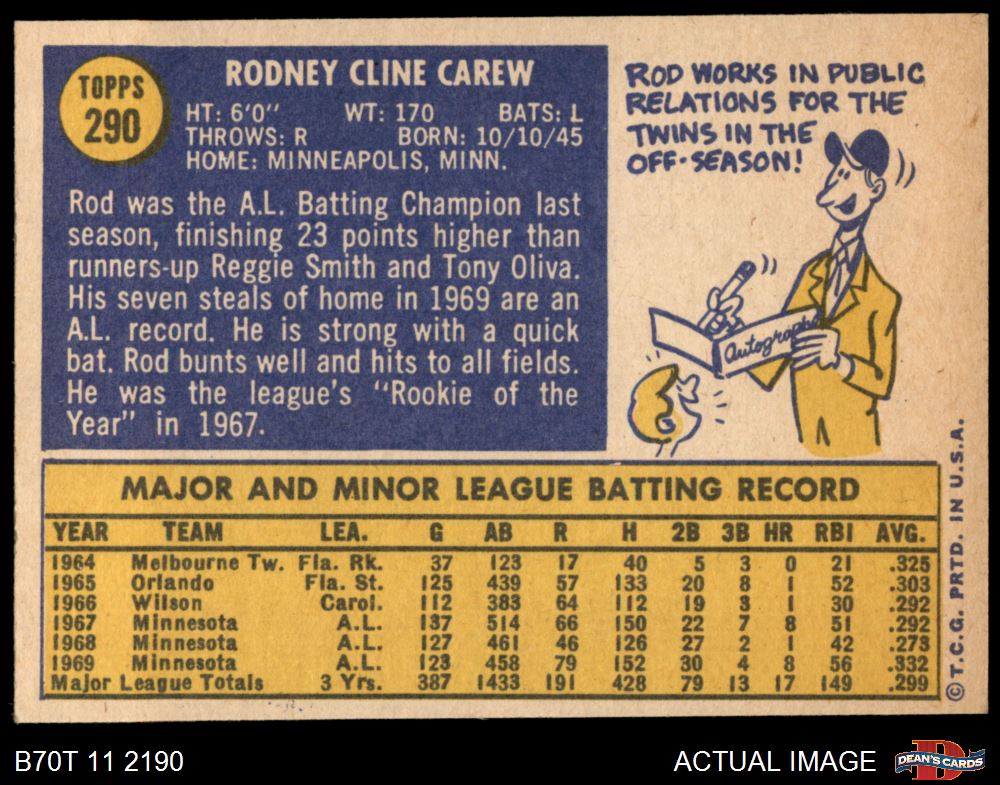 TOPPS
290
RODNEY CLINE CAREW
HT: 6'0" WT: 170 BATS: L
THROWS: R BORN: 10/10/45
HOME: MINNEAPOLIS, MINN.
Rod was the A.L. Batting Champion last
season, finishing 23 points higher than
runners-up Reggie Smith and Tony Oliva.
His seven steals of home in 1969 are an
A.L. record. He is strong with a quick
bat. Rod bunts well and hits to all fields.
He was the league's "Rookie of the
Year" in 1967.
ROD WORKS IN PUBLIC
RELATIONS FOR THE
TWINS IN THE
OFF-SEASON!
Autograph
MAJOR AND MINOR LEAGUE BATTING RECORD
YEAR TEAM LEA. G AB R H 2B 3B HR RBI AVG.
1964 Melbourne Tw. Fla. Rk. 37 123 17 40 5 3 0 21 .325
1965 Orlando Fla. St. 125 439 57 133 20 8 1 52 .303
1966 Wilson Carol. 112 383 64 112 19 3 1 30 .292
1967 Minnesota A.L. 137 514 66 150 22 7 8 51 .292
1968 Minnesota A.L. 127 461 46 126 27 2 1 42 .273
1969 Minnesota A.L. 123 458 79 152 30 4 8 56 .332
Major League Totals 3 Yrs. 387 1433 191 428 79 13 17 149 .299
© T.C.G. PRTD. IN U.S.A.
B70T 11 2190
ACTUAL IMAGE
DEAN'S CARDS